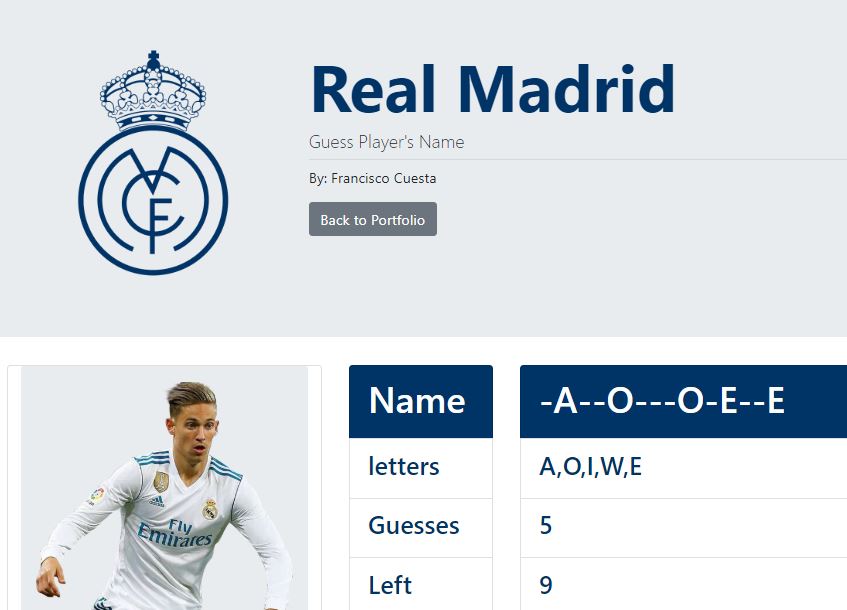 Real Madrid
Guess Player's Name
By: Francisco Cuesta
Back to Portfolio
Name
-A--O---O-E--E
letters
A,O,I,W,E
Guesses
5
Left
9
Fly
Emirates